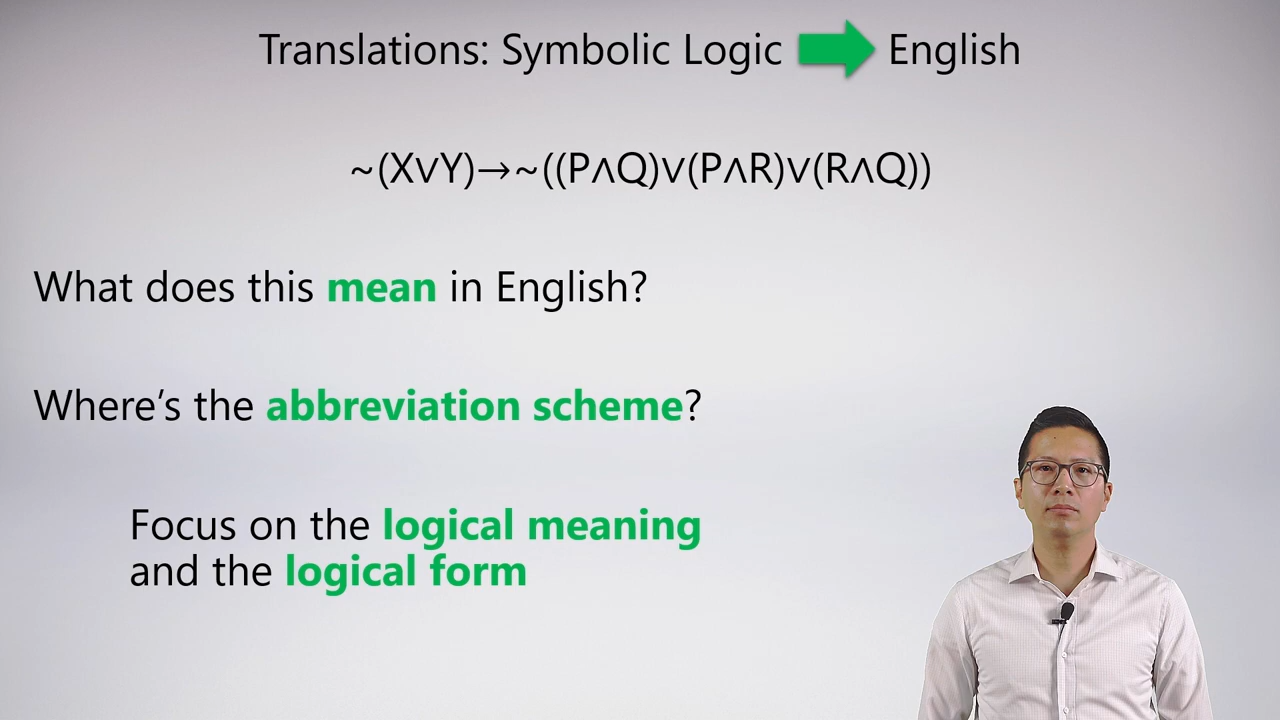 Translations: Symbolic Logic English
~(X∨Y)→~((P∧Q)∨(P∧R)∨(R∧Q))
What does this mean in English?
Where's the abbreviation scheme?
Focus on the logical meaning
and the logical form